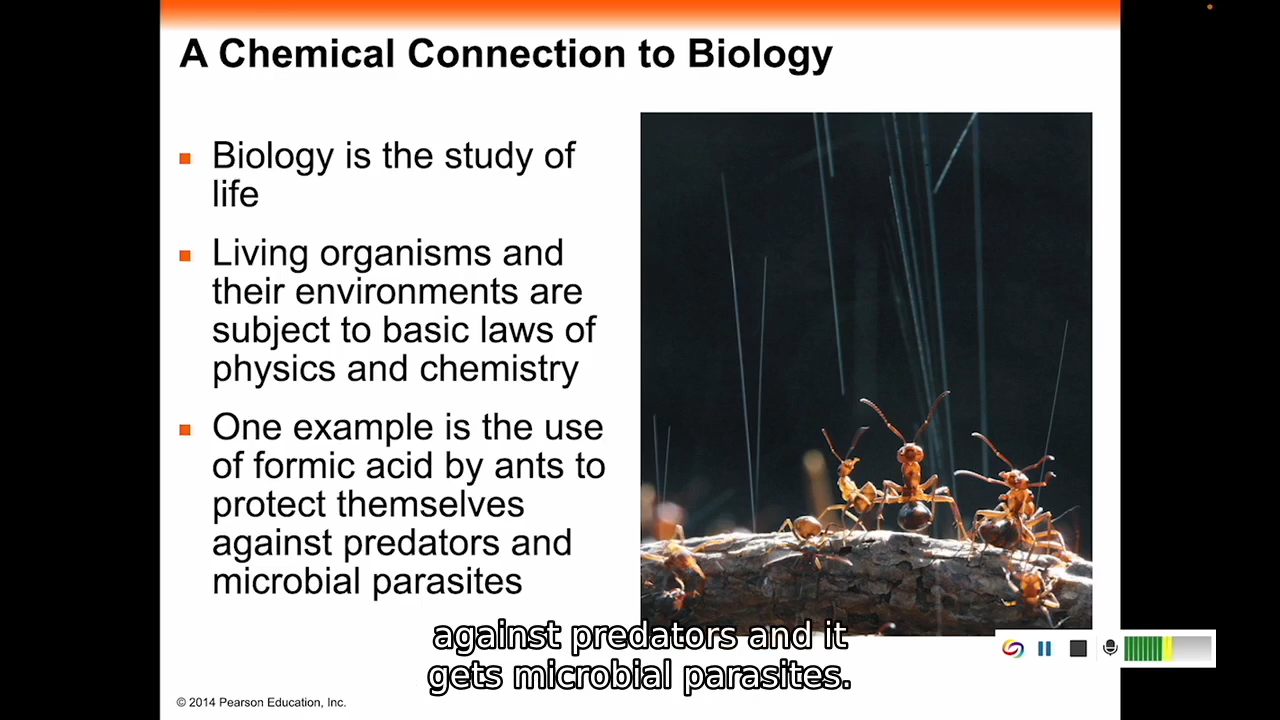 A Chemical Connection to Biology
Biology is the study of
life
Living organisms and
their environments are
subject to basic laws of
physics and chemistry
One example is the use
of formic acid by ants to
protect themselves
against predators and
microbial parasites
against predators and it
gets microbial parasites.
© 2014 Pearson Education, Inc.